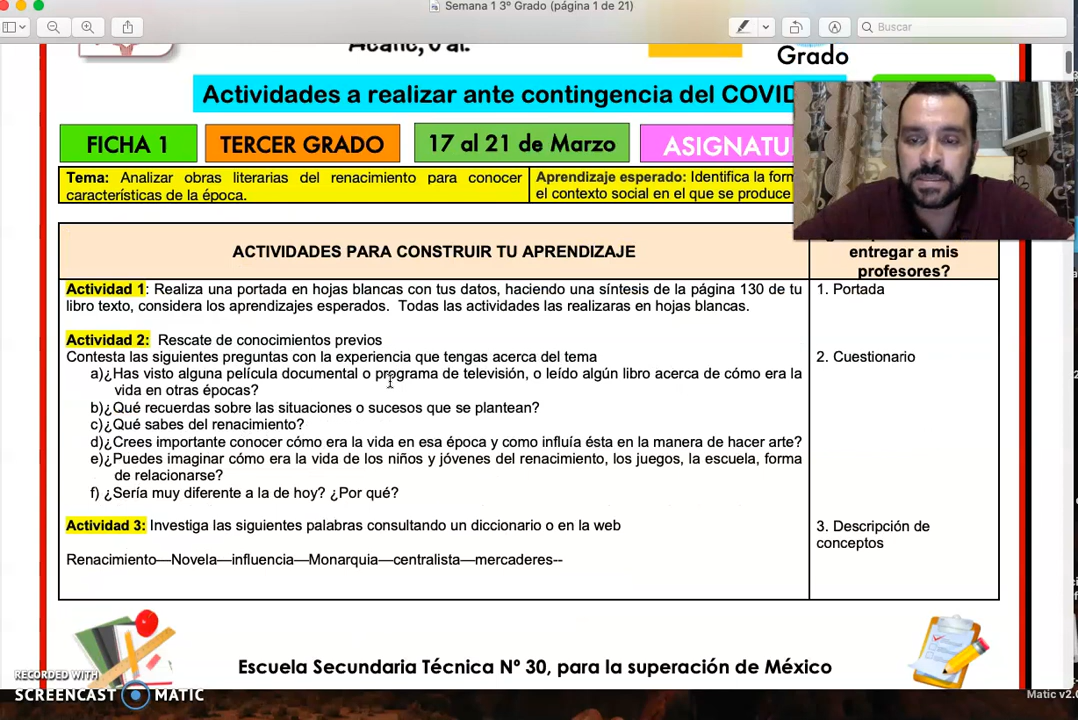 Semana 1 3º Grado (página 1 de 21)
Buscar
Acatic, 6 al.
Grado
Actividades a realizar ante contingencia del COVID
FICHA 1
TERCER GRADO
17 al 21 de Marzo
ASIGNATU
Tema: Analizar obras literarias del renacimiento para conocer
características de la época.
Aprendizaje esperado: Identifica la form
el contexto social en el que se produce
ACTIVIDADES PARA CONSTRUIR TU APRENDIZAJE
entregar a mis
profesores?
Actividad 1: Realiza una portada en hojas blancas con tus datos, haciendo una síntesis de la página 130 de tu
libro texto, considera los aprendizajes esperados. Todas las actividades las realizaras en hojas blancas.
1. Portada
Actividad 2: Rescate de conocimientos previos
Contesta las siguientes preguntas con la experiencia que tengas acerca del tema
2. Cuestionario
a)¿Has visto alguna película documental o programa de televisión, o leído algún libro acerca de cómo era la
vida en otras épocas?
b)¿Qué recuerdas sobre las situaciones o sucesos que se plantean?
c)¿Qué sabes del renacimiento?
d)¿Crees importante conocer cómo era la vida en esa época y como influía ésta en la manera de hacer arte?
e)¿Puedes imaginar cómo era la vida de los niños y jóvenes del renacimiento, los juegos, la escuela, forma
de relacionarse?
f) ¿Sería muy diferente a la de hoy? ¿Por qué?
Actividad 3: Investiga las siguientes palabras consultando un diccionario o en la web
3. Descripción de
conceptos
Renacimiento—Novela—influencia—Monarquia—centralista—mercaderes--
Escuela Secundaria Técnica Nº 30, para la superación de México
RECORDED WITH
SCREENCAST MATIC
Matic v2.0